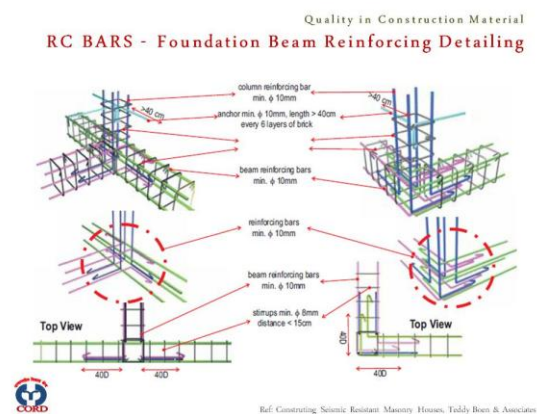 Quality in Construction Material
RC BARS - Foundation Beam Reinforcing Detailing
column reinforcing bar
min. ϕ 10mm
>40 cm
>40 cm
anchor min. ϕ 10mm, length > 40cm
every 6 layers of brick
beam reinforcing bars
min. ϕ 10mm
reinforcing bars
min. ϕ 10mm
beam reinforcing bars
min. ϕ 10mm
stirrups min. ϕ 8mm
distance < 15cm
Top View
Top View
40D
40D
40D
40D
CORD
Ref: Construting Seismic Resistant Masonry Houses, Teddy Boen & Associates